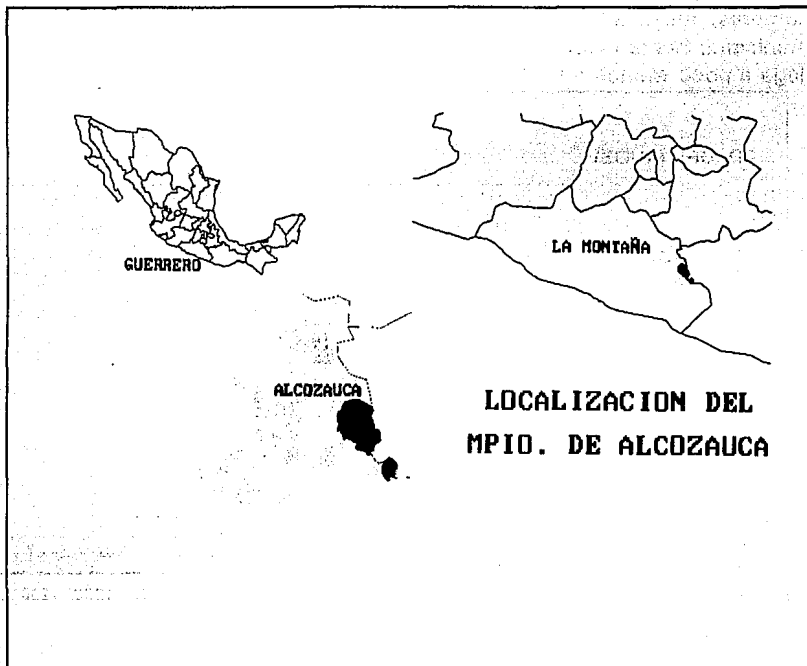 GUERRERO
LA MONTAÑA
ALCOZAUCA
LOCALIZACION DEL
MPIO. DE ALCOZAUCA